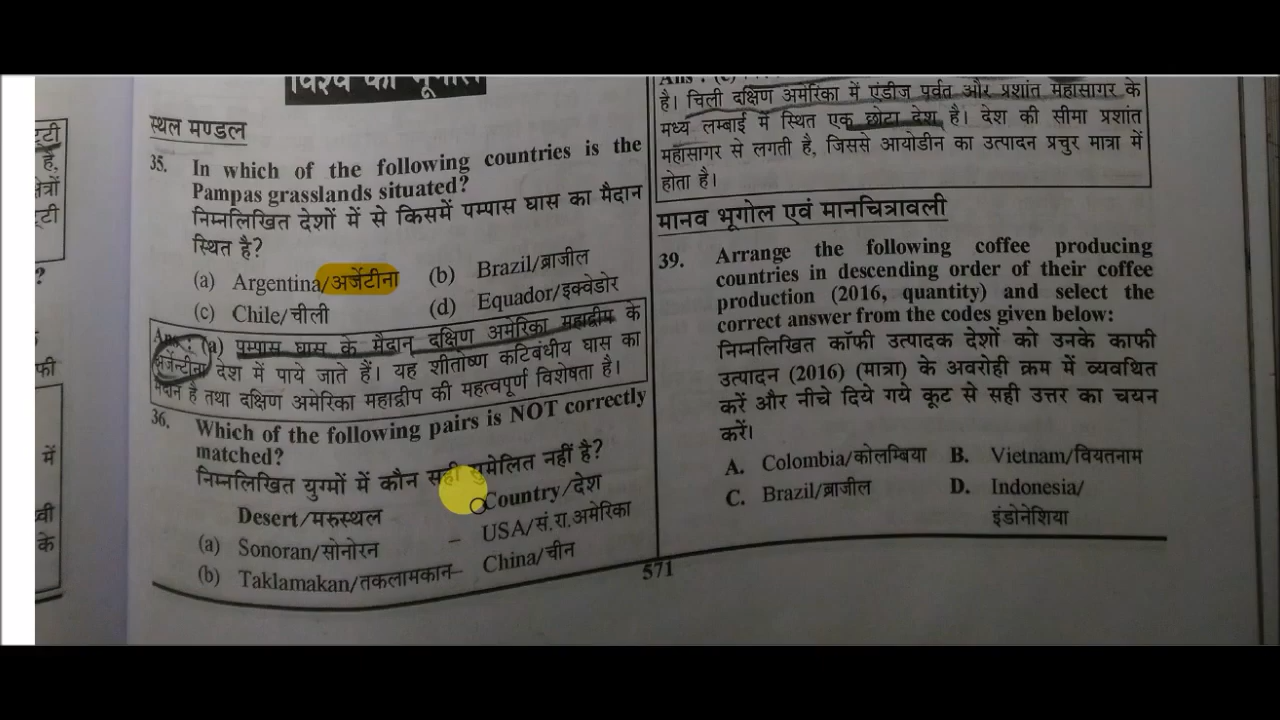 विश्व का भूगोल
स्थल मण्डल
35. In which of the following countries is the
Pampas grasslands situated?
निम्नलिखित देशों में से किसमें पम्पास घास का मैदान
स्थित है?
(a) Argentina/अर्जेंटीना (b) Brazil/ब्राजील
(c) Chile/चीली (d) Equador/इक्वेडोर
Ans : (a) पम्पास घास के मैदान दक्षिण अमेरिका महाद्वीप के
अर्जेन्टीना देश में पाये जाते हैं। यह शीतोष्ण कटिबंधीय घास का
मैदान है तथा दक्षिण अमेरिका महाद्वीप की महत्वपूर्ण विशेषता है।
36. Which of the following pairs is NOT correctly
matched?
निम्नलिखित युग्मों में कौन सही सुमेलित नहीं है?
Desert/मरुस्थल Country/देश
(a) Sonoran/सोनोरन – USA/सं.रा.अमेरिका
(b) Taklamakan/तकलामकान– China/चीन
Ans : (c)
है। चिली दक्षिण अमेरिका में एंडीज पर्वत और प्रशांत महासागर के
मध्य लम्बाई में स्थित एक छोटा देश है। देश की सीमा प्रशांत
महासागर से लगती है, जिससे आयोडीन का उत्पादन प्रचुर मात्रा में
होता है।
मानव भूगोल एवं मानचित्रावली
39. Arrange the following coffee producing
countries in descending order of their coffee
production (2016, quantity) and select the
correct answer from the codes given below:
निम्नलिखित कॉफी उत्पादक देशों को उनके काफी
उत्पादन (2016) (मात्रा) के अवरोही क्रम में व्यवथित
करें और नीचे दिये गये कूट से सही उत्तर का चयन
करें।
A. Colombia/कोलम्बिया B. Vietnam/वियतनाम
C. Brazil/ब्राजील D. Indonesia/
इंडोनेशिया
571